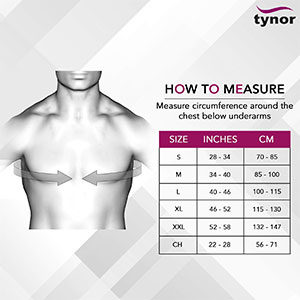 tynor
HOW TO MEASURE
Measure circumference around the
chest below underarms
SIZE INCHES CM
S 28 - 34 70 - 85
M 34 - 40 85 - 100
L 40 - 46 100 - 115
XL 46 - 52 115 - 130
XXL 52 - 58 132 - 147
CH 22 - 28 56 - 71